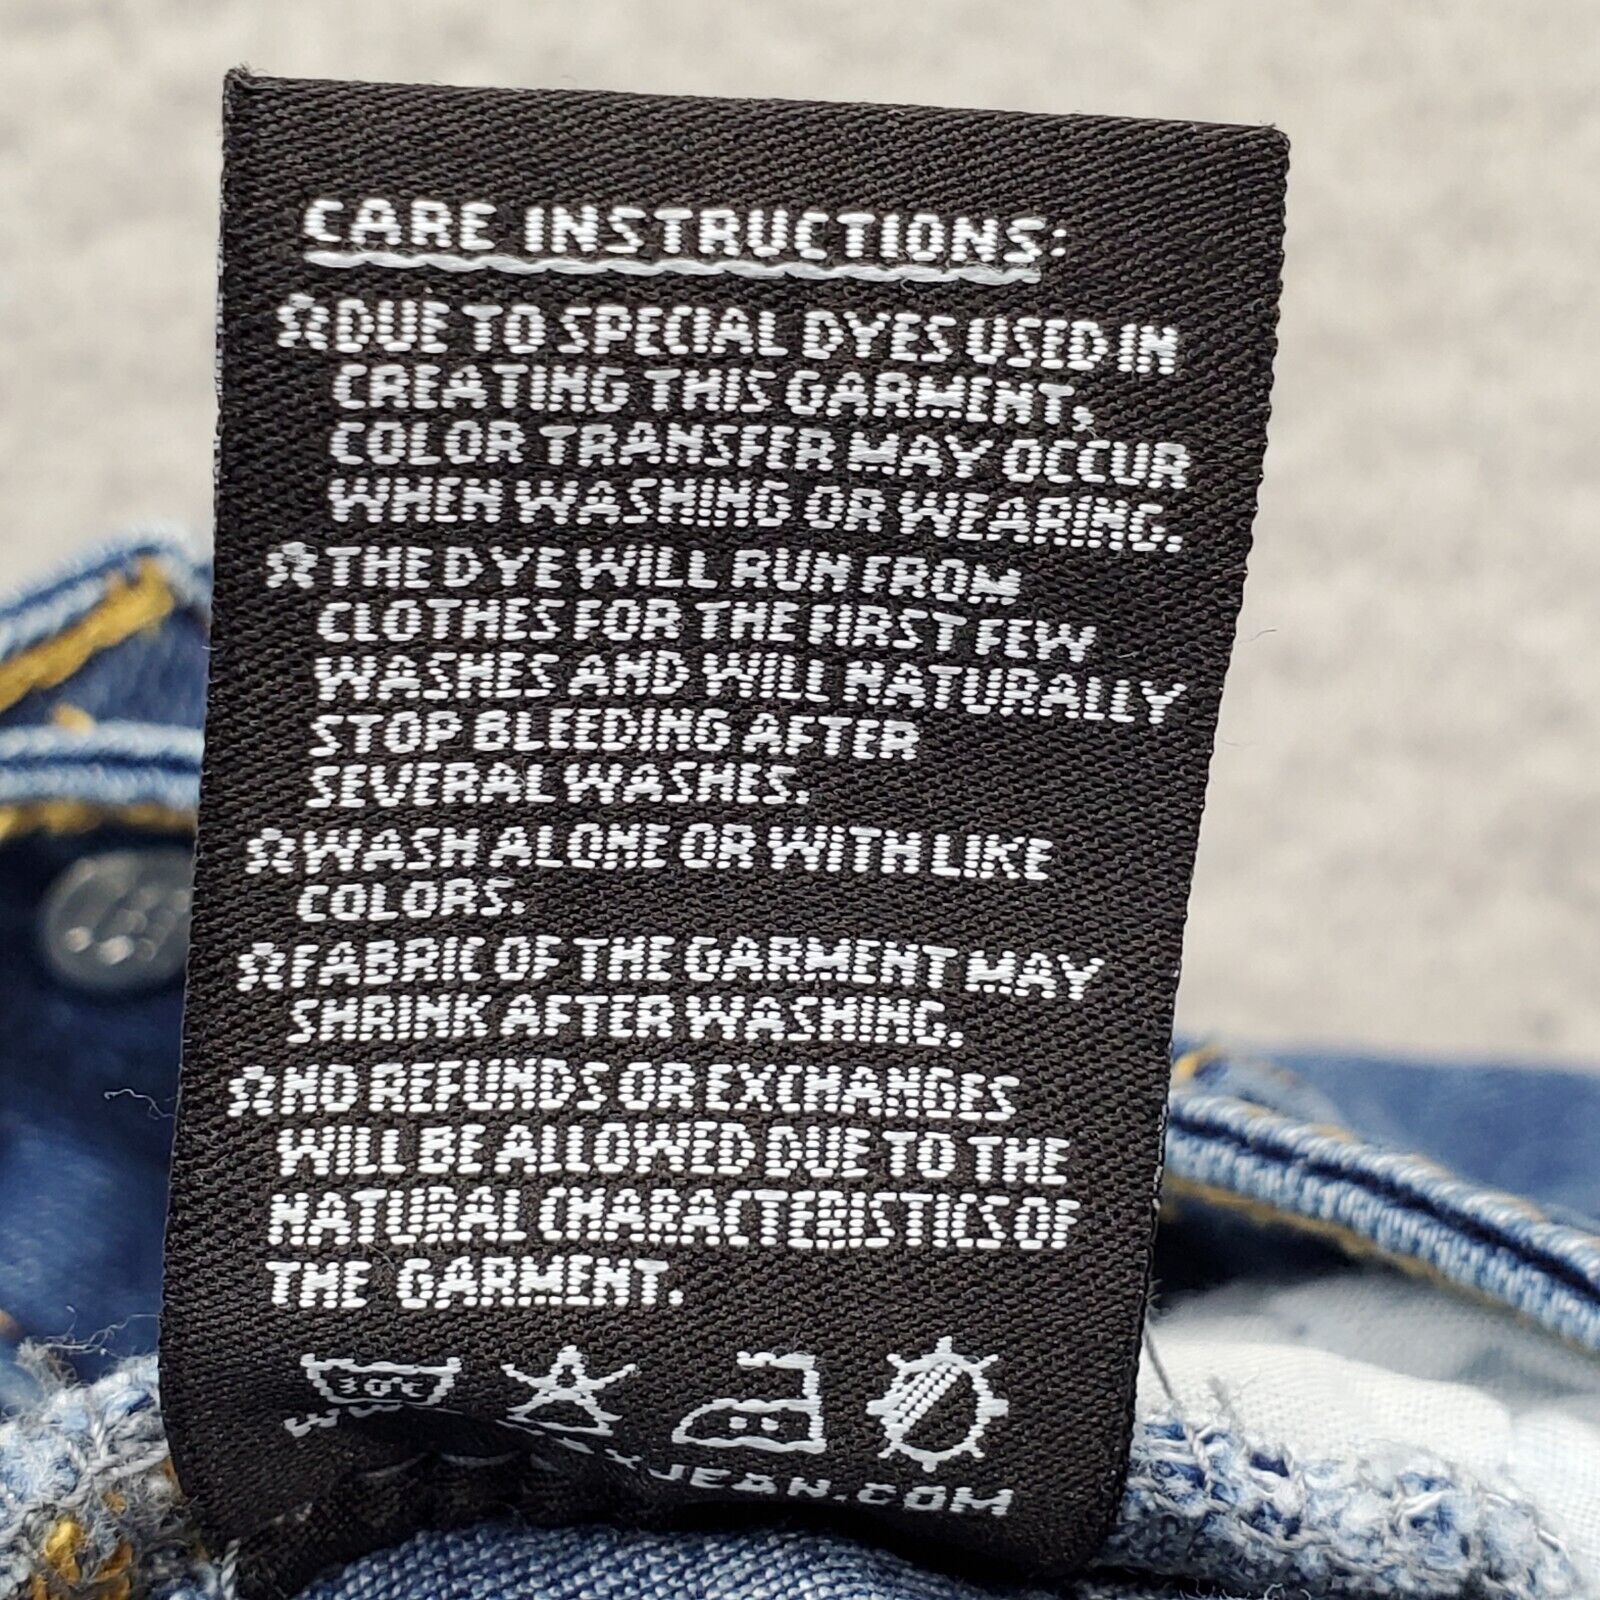 CARE INSTRUCTIONS:
☆DUE TO SPECIAL DYES USED IN
CREATING THIS GARMENT,
COLOR TRANSFER MAY OCCUR
WHEN WASHING OR WEARING.
☆THE DYE WILL RUN FROM
CLOTHES FOR THE FIRST FEW
WASHES AND WILL NATURALLY
STOP BLEEDING AFTER
SEVERAL WASHES.
☆WASH ALONE OR WITH LIKE
COLORS.
☆FABRIC OF THE GARMENT MAY
SHRINK AFTER WASHING.
☆NO REFUNDS OR EXCHANGES
WILL BE ALLOWED DUE TO THE
NATURAL CHARACTERISTICS OF
THE GARMENT.
30°C